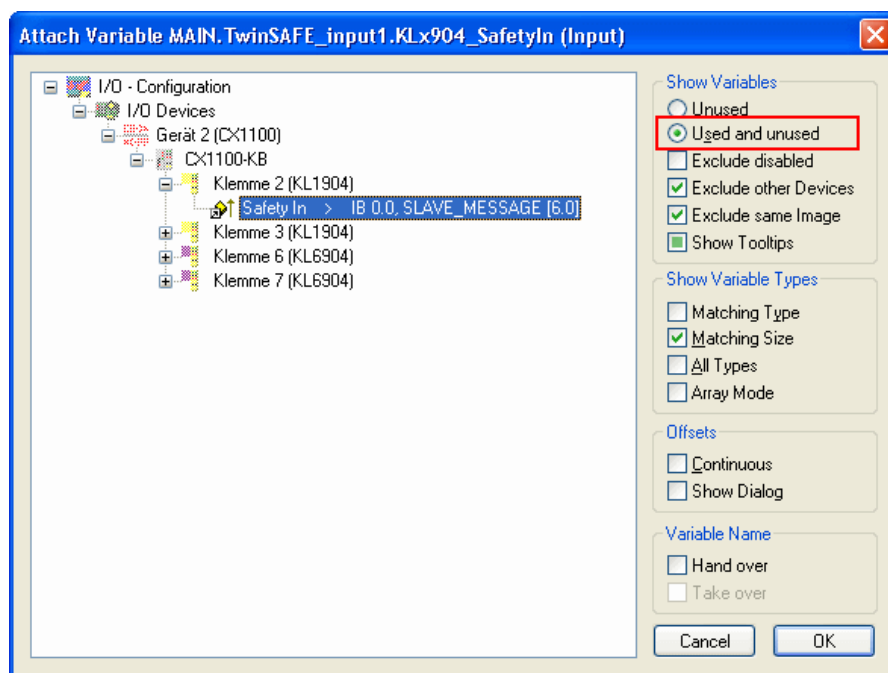 Attach Variable MAIN.TwinSAFE_input1.KLx904_SafetyIn (Input)
I/O - Configuration
I/O Devices
Gerät 2 (CX1100)
CX1100-KB
Klemme 2 (KL1904)
Safety In > IB 0.0, SLAVE_MESSAGE [6.0]
Klemme 3 (KL1904)
Klemme 6 (KL6904)
Klemme 7 (KL6904)
Show Variables
Unused
Used and unused
Exclude disabled
Exclude other Devices
Exclude same Image
Show Tooltips
Show Variable Types
Matching Type
Matching Size
All Types
Array Mode
Offsets
Continuous
Show Dialog
Variable Name
Hand over
Take over
Cancel
OK